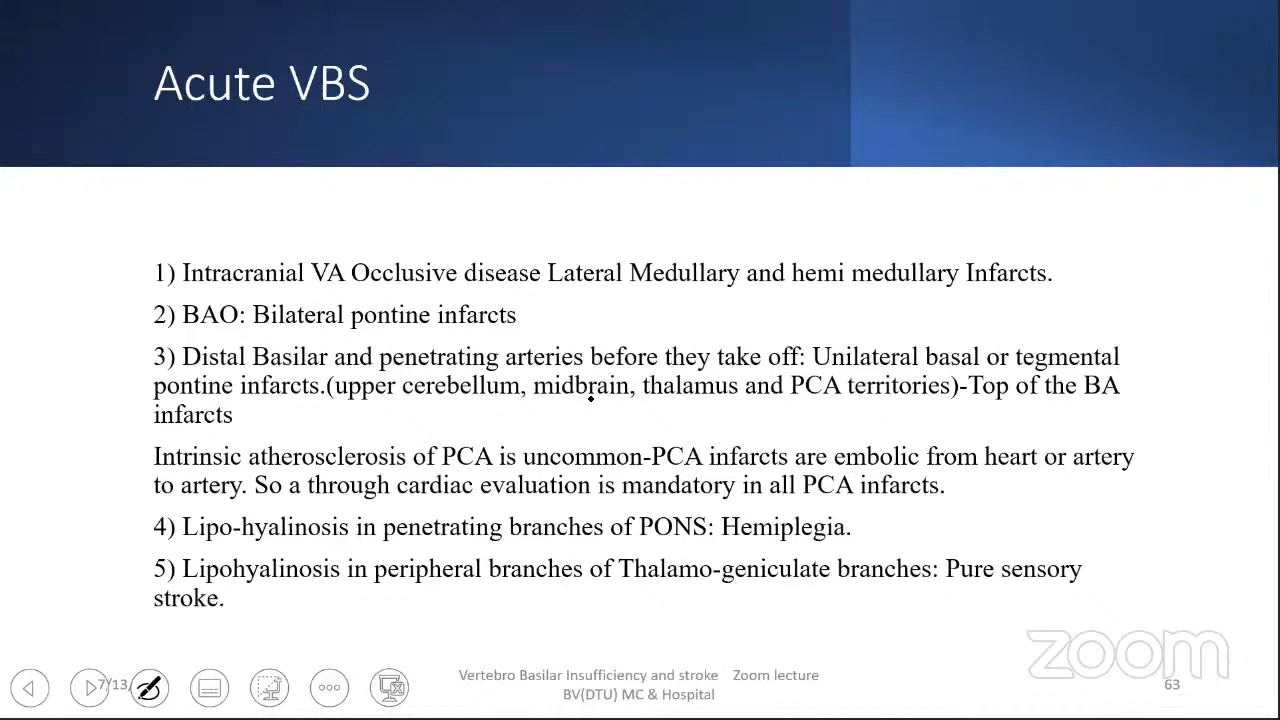 Acute VBS
1) Intracranial VA Occlusive disease Lateral Medullary and hemi medullary Infarcts.
2) BAO: Bilateral pontine infarcts
3) Distal Basilar and penetrating arteries before they take off: Unilateral basal or tegmental
pontine infarcts.(upper cerebellum, midbrain, thalamus and PCA territories)-Top of the BA
infarcts
Intrinsic atherosclerosis of PCA is uncommon-PCA infarcts are embolic from heart or artery
to artery. So a through cardiac evaluation is mandatory in all PCA infarcts.
4) Lipo-hyalinosis in penetrating branches of PONS: Hemiplegia.
5) Lipohyalinosis in peripheral branches of Thalamo-geniculate branches: Pure sensory
stroke.
zoom
7/13/
Vertebro Basilar Insufficiency and stroke Zoom lecture
BV(DTU) MC & Hospital
63